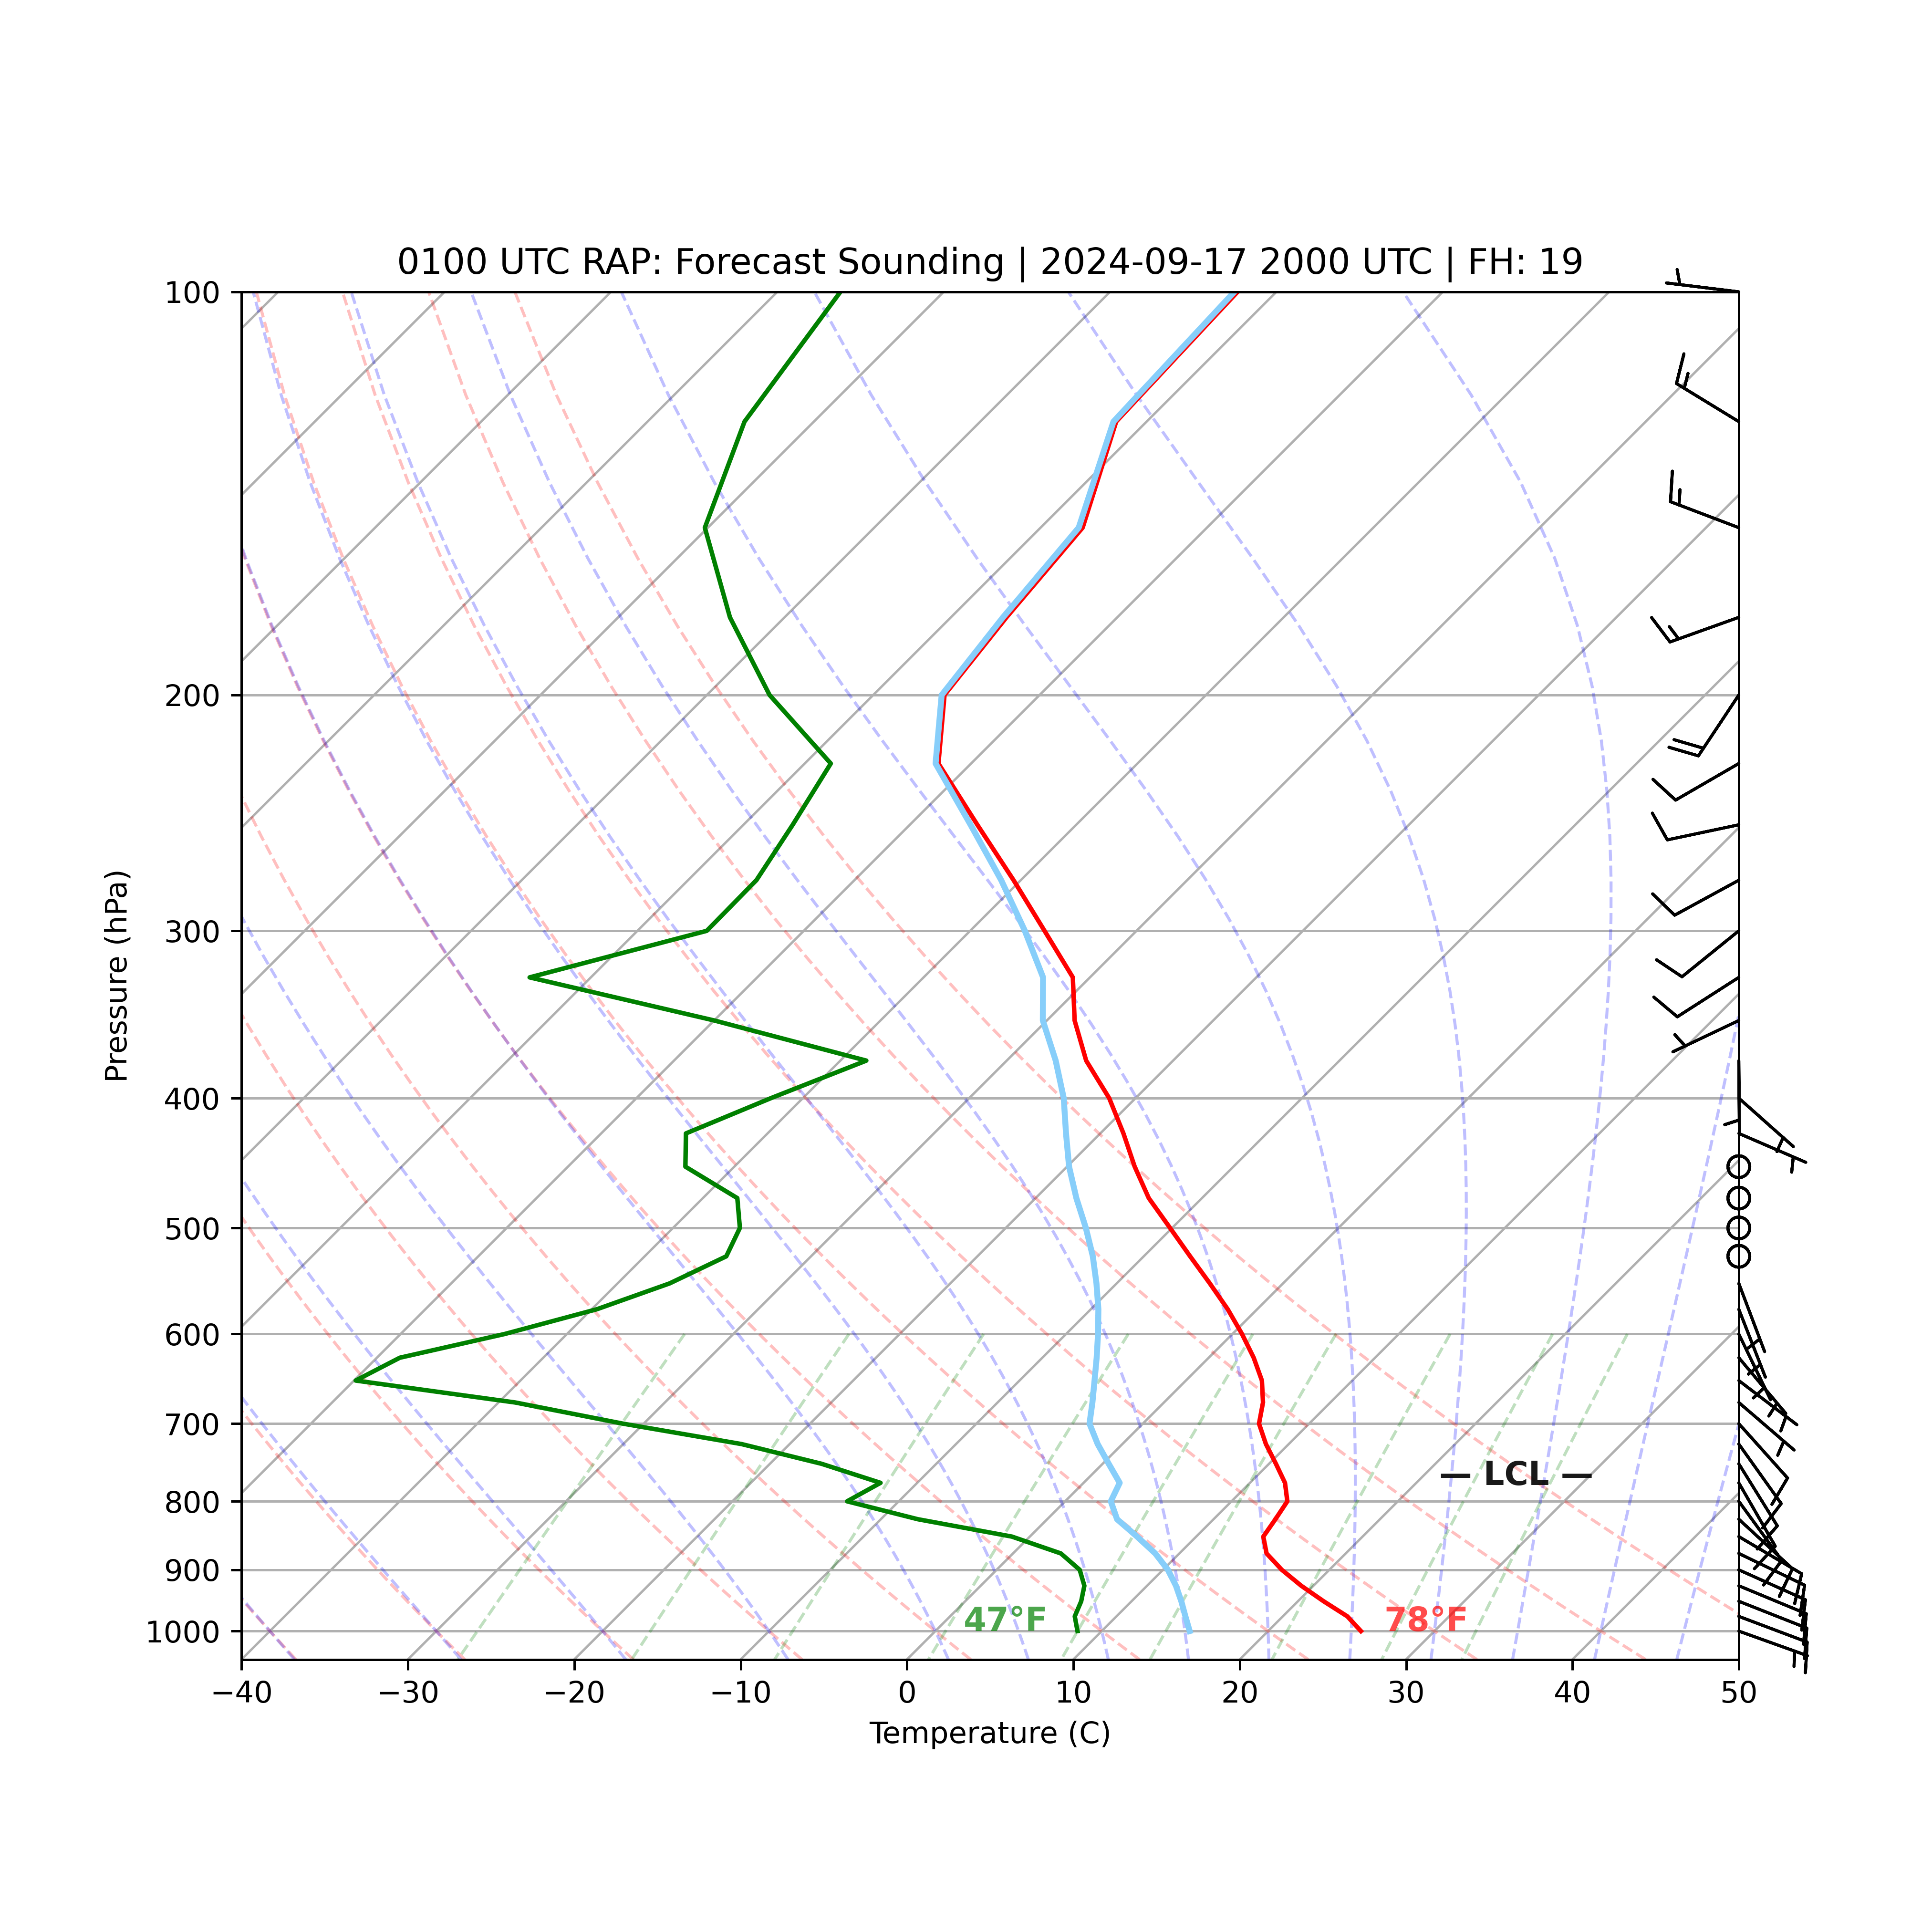 0100 UTC RAP: Forecast Sounding | 2024-09-17 2000 UTC | FH: 19
100
200
300
400
500
600
700
800
900
1000
Pressure (hPa)
— LCL —
47°F
78°F
−40 −30 −20 −10 0 10 20 30 40 50
Temperature (C)